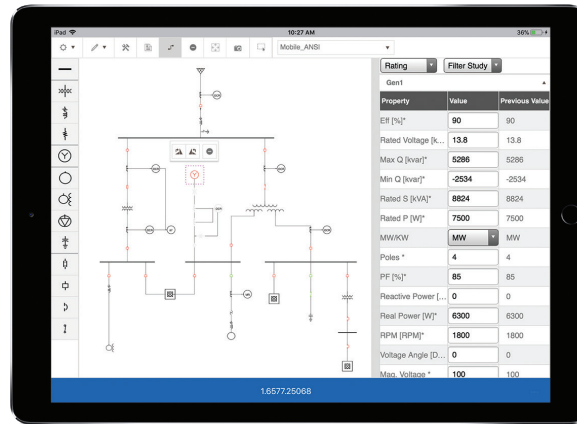 iPad
10:27 AM
36%
Mobile_ANSI
Rating
Filter Study
Gen1
Property Value Previous Value
Eff [%]* 90 90
Rated Voltage [k... 13.8 13.8
Max Q [kvar]* 5286 5286
Min Q [kvar]* -2534 -2534
Rated S [kVA]* 8824 8824
Rated P [W]* 7500 7500
MW/KW MW MW
Poles * 4 4
PF [%]* 85 85
Reactive Power [... 0 0
Real Power [W]* 6300 6300
RPM [RPM]* 1800 1800
Voltage Angle [D... 0 0
Mag. Voltage * 100 100
1.6577.25068